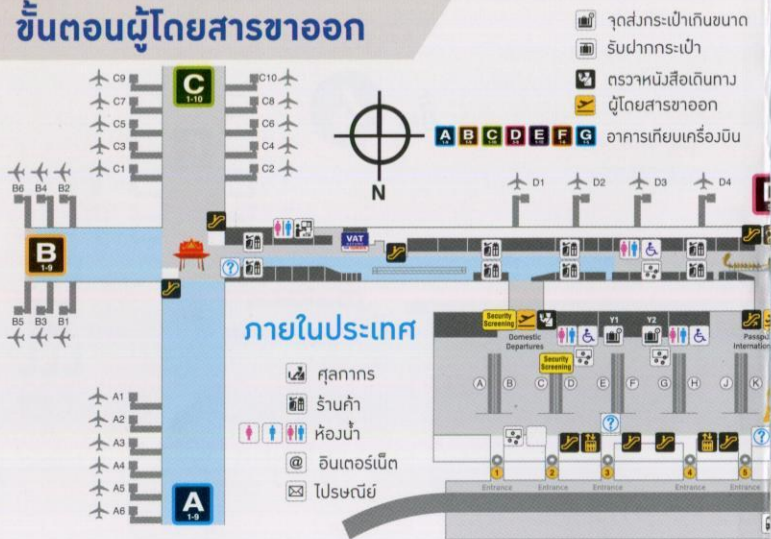 ขั้นตอนผู้โดยสารขาออก
จุดส่งกระเป๋าเกินขนาด
รับฝากกระเป๋า
ตรวจหนังสือเดินทาง
ผู้โดยสารขาออก
A B C D E F G อาคารเทียบเครื่องบิน
C9
C
1-10
C10
C7
C8
C5
C6
C3
C4
C1
C2
N
B6 B4 B2
D1 D2 D3 D4
B
1-9
VAT
?
B5 B3 B1
ภายในประเทศ
ศุลกากร
ร้านค้า
ห้องน้ำ
@ อินเตอร์เน็ต
ไปรษณีย์
Security
Screening
Domestic
Departures
Y1 Y2
Security
Screening
A B C D E F G H J K
?
?
1 2 3 4 5
Entrance Entrance Entrance Entrance Entrance
A1
A2
A3
A4
A5
A6
A
1-9